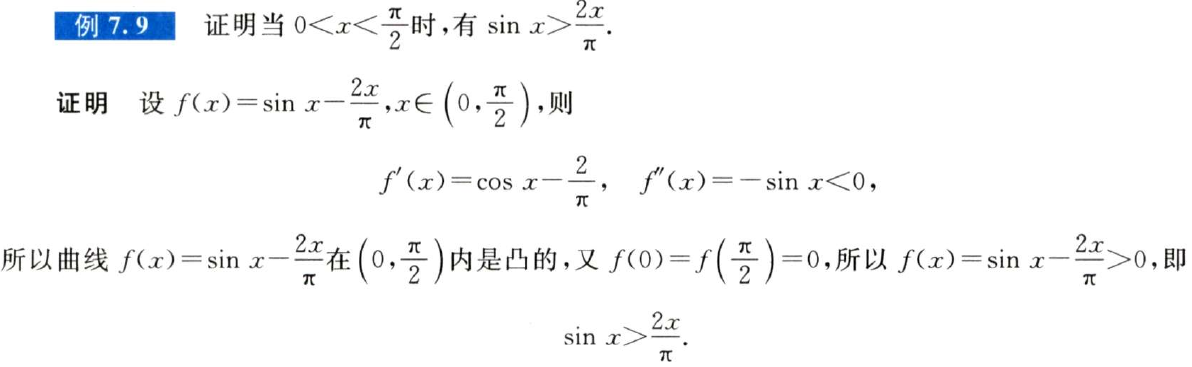 例 7.9 证明当 0<x<π/2时,有 sin x>2x/π.
证明 设 f(x)=sin x-2x/π,x∈(0,π/2),则
f′(x)=cos x-2/π, f″(x)=-sin x<0,
所以曲线 f(x)=sin x-2x/π在(0,π/2)内是凸的,又 f(0)=f(π/2)=0,所以 f(x)=sin x-2x/π>0,即
sin x>2x/π.